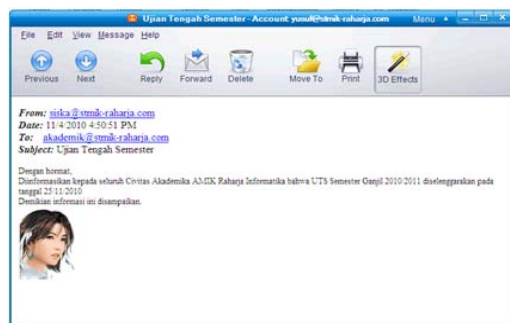 Ujian Tengah Semester - Account yusuf@stmik-raharja.com Menu
File Edit View Message Help
Previous Next Reply Forward Delete Move To Print 3D Effects
From: siska@stmik-raharja.com
Date: 11/4/2010 4:50:51 PM
To: akademik@stmik-raharja.com
Subject: Ujian Tengah Semester
Dengan hormat,
Diinformasikan kepada seluruh Civitas Akademika AMIK Raharja Informatika bahwa UTS Semester Ganjil 2010/2011 diselenggarakan pada
tanggal 25/11/2010
Demikian informasi ini disampaikan.